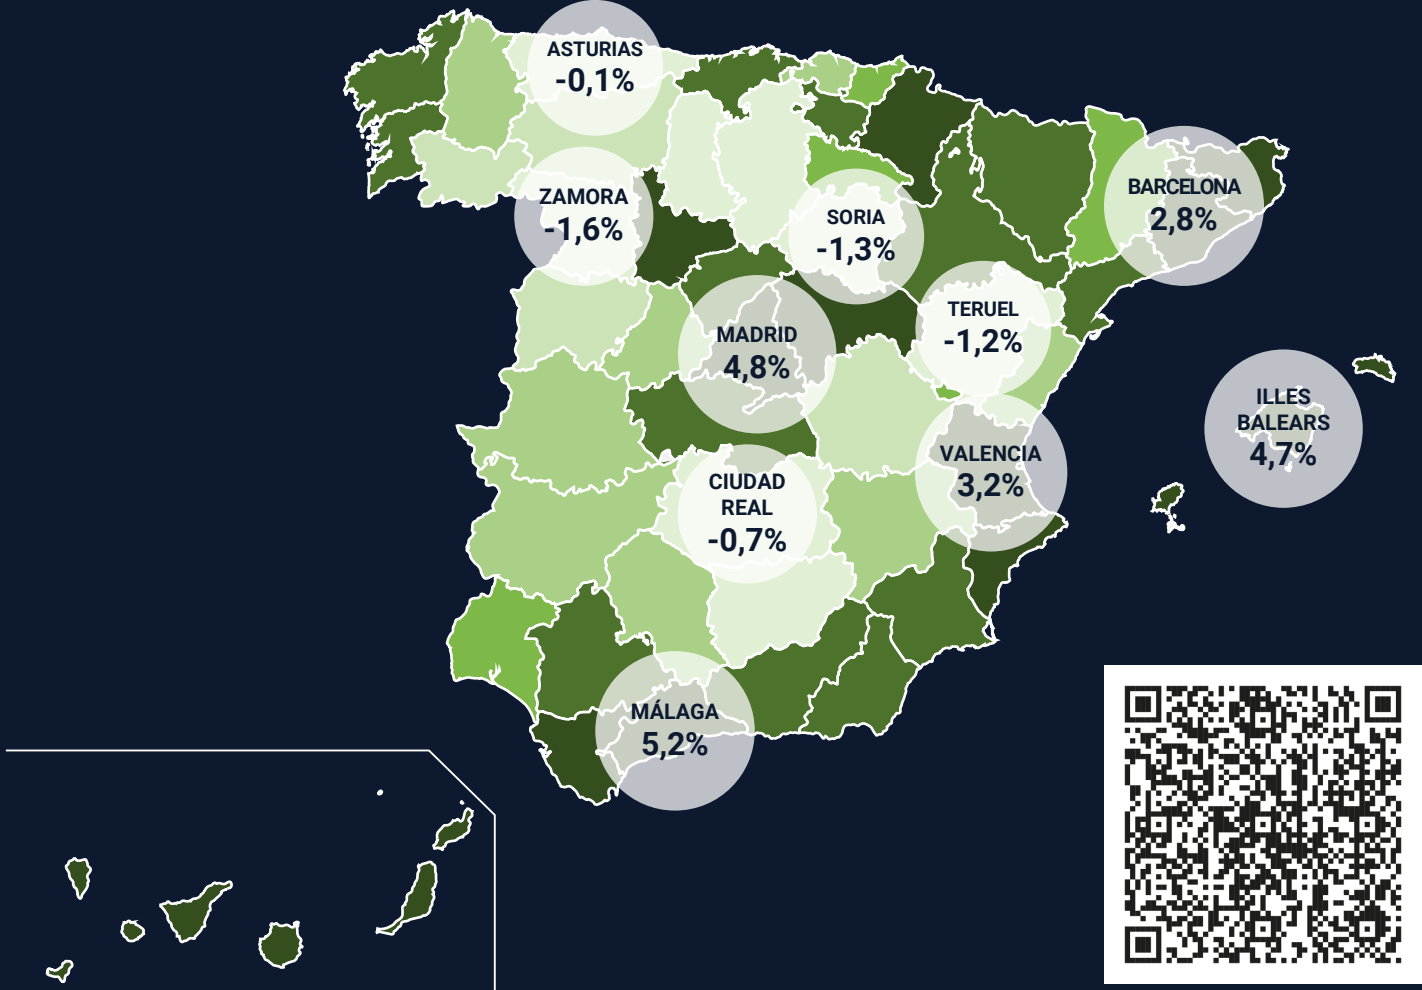 ASTURIAS
-0,1%
BARCELONA
2,8%
ZAMORA
-1,6%
SORIA
-1,3%
TERUEL
-1,2%
MADRID
4,8%
ILLES
BALEARS
4,7%
VALENCIA
3,2%
CIUDAD
REAL
-0,7%
MÁLAGA
5,2%